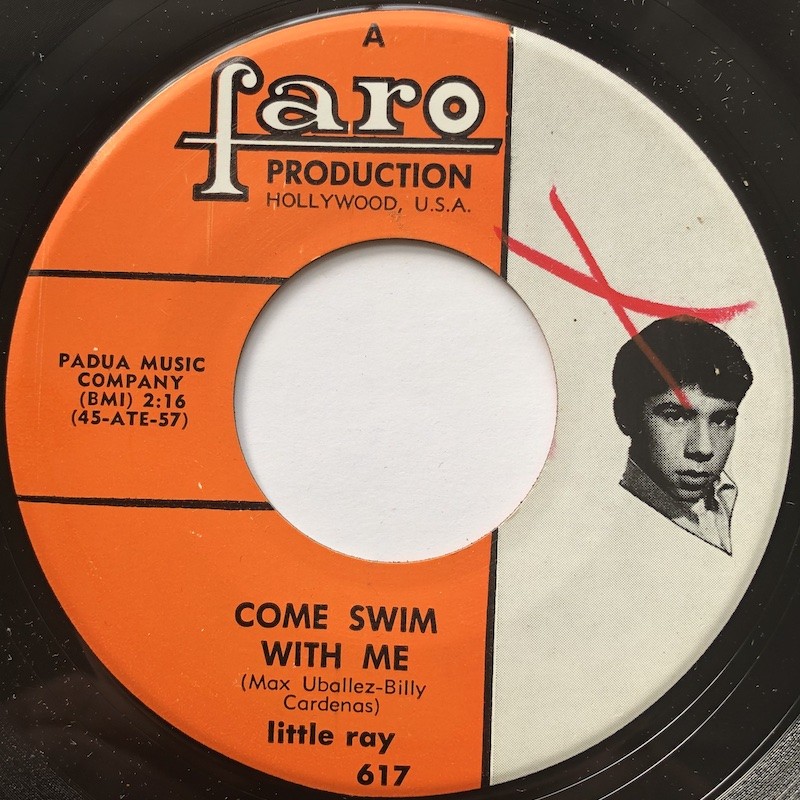 A
faro
PRODUCTION
HOLLYWOOD, U.S.A.
PADUA MUSIC
COMPANY
(BMI) 2:16
(45-ATE-57)
COME SWIM
WITH ME
(Max Uballez-Billy
Cardenas)
little ray
617